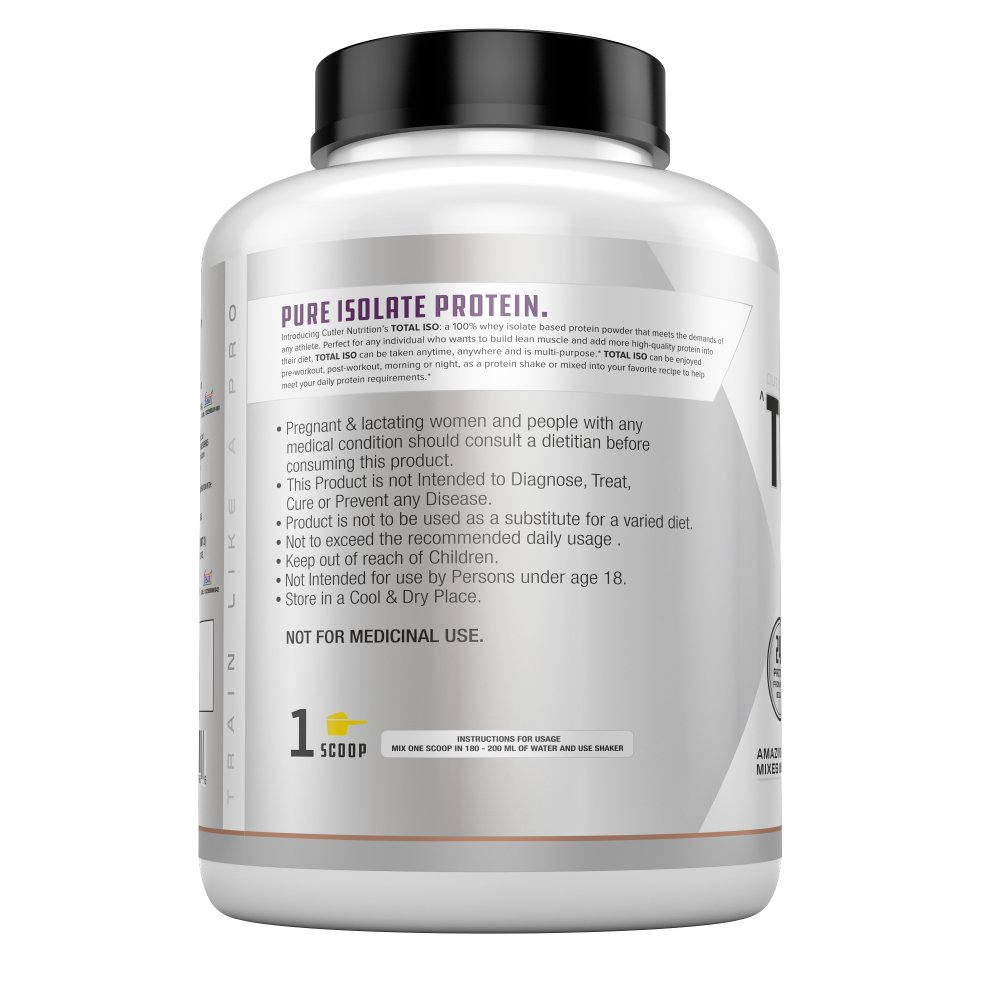 PURE ISOLATE PROTEIN.
Introducing Cutler Nutrition's TOTAL ISO: a 100% whey isolate based protein powder that meets the demands of
any athlete. Perfect for any individual who wants to build lean muscle and add more high-quality protein into
their diet, TOTAL ISO can be taken anytime, anywhere and is multi-purpose.* TOTAL ISO can be enjoyed
pre-workout, post-workout, morning or night, as a protein shake or mixed into your favorite recipe to help
meet your daily protein requirements.*
• Pregnant & lactating women and people with any
medical condition should consult a dietitian before
consuming this product.
• This Product is not Intended to Diagnose, Treat,
Cure or Prevent any Disease.
• Product is not to be used as a substitute for a varied diet.
• Not to exceed the recommended daily usage .
• Keep out of reach of Children.
• Not Intended for use by Persons under age 18.
• Store in a Cool & Dry Place.
NOT FOR MEDICINAL USE.
1 SCOOP
INSTRUCTIONS FOR USAGE
MIX ONE SCOOP IN 180 - 200 ML OF WATER AND USE SHAKER
TRAIN LIKE A PRO